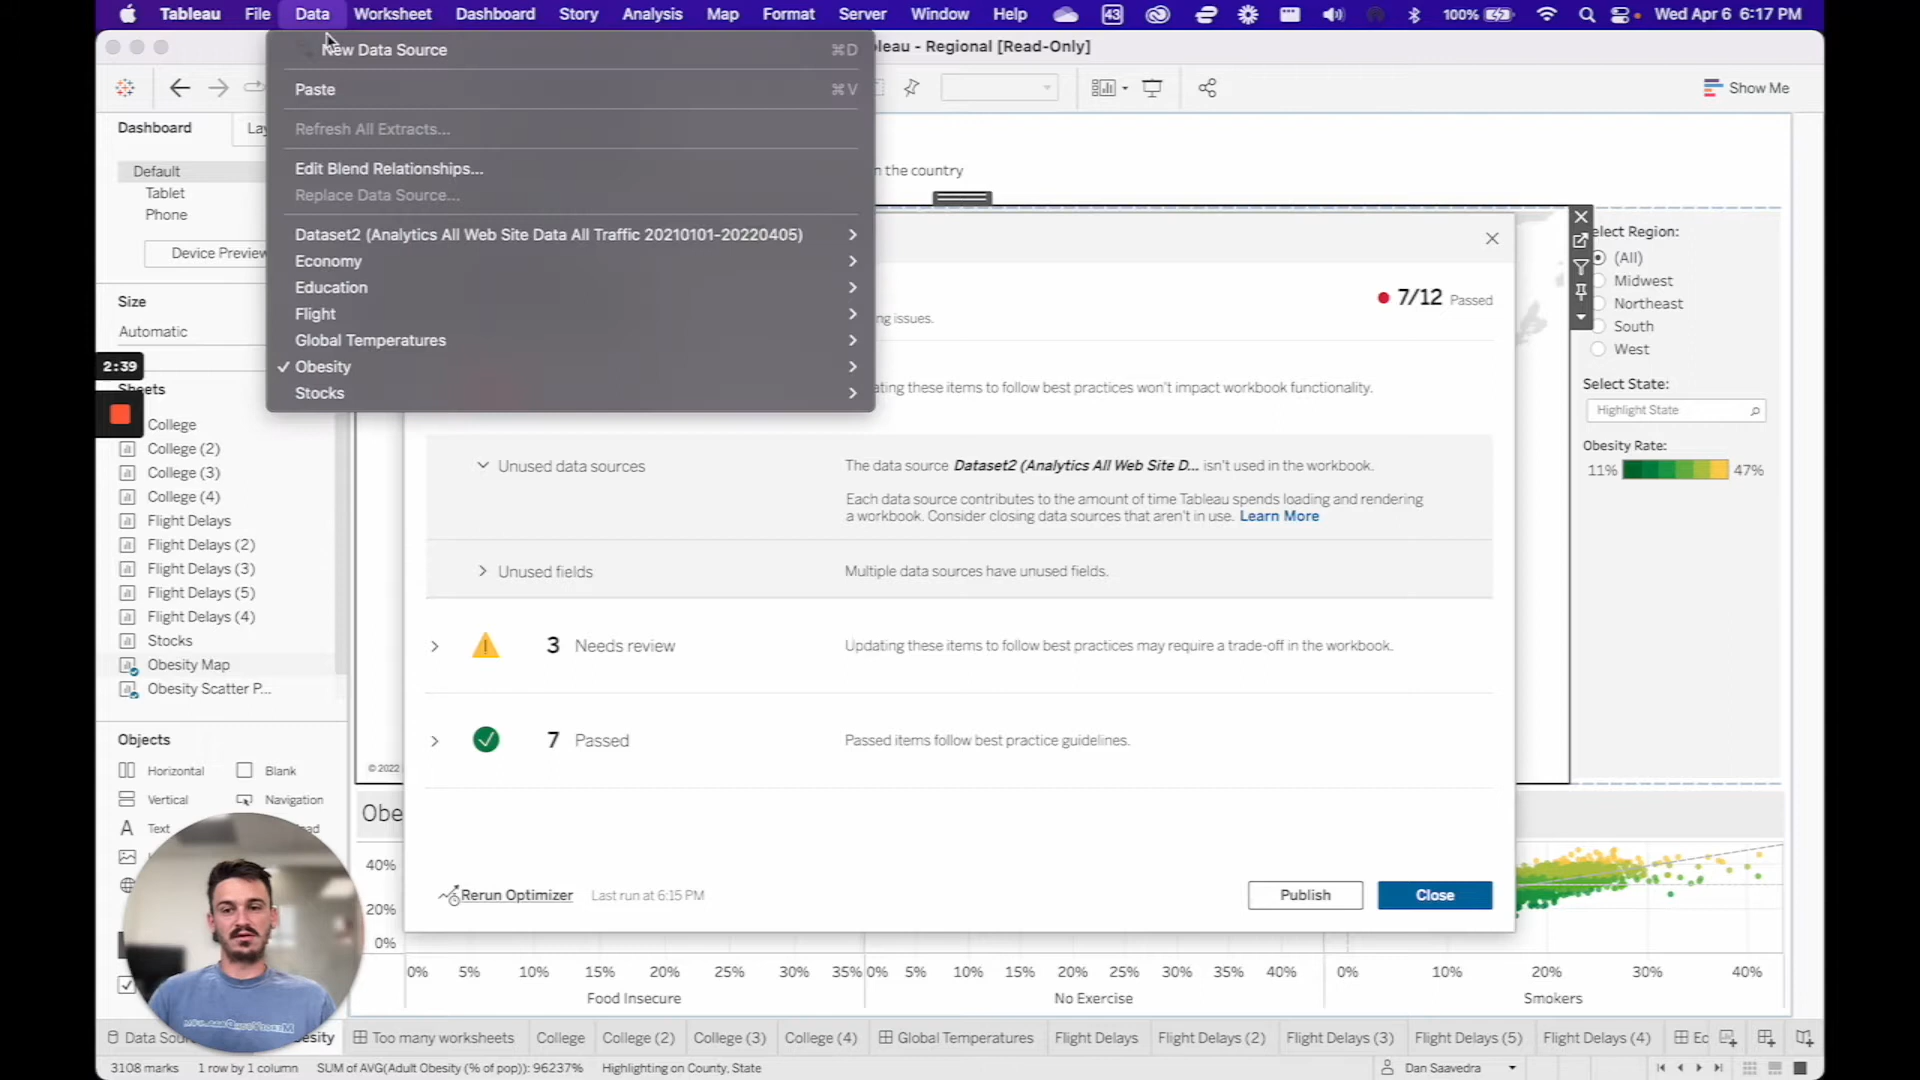 Tableau File Data Worksheet Dashboard Story Analysis Map Format Server Window Help 43 100% Wed Apr 6 6:17 PM
New Data Source ⌘D
leau - Regional [Read-Only]
Paste ⌘V
Show Me
Refresh All Extracts...
Edit Blend Relationships...
Replace Data Source...
Dataset2 (Analytics All Web Site Data All Traffic 20210101-20220405)
Economy
Education
Flight
Global Temperatures
Obesity
Stocks
Dashboard Lay
Default
Tablet
Phone
Device Preview
Size
Automatic
2:39
Sheets
College
College (2)
College (3)
College (4)
Flight Delays
Flight Delays (2)
Flight Delays (3)
Flight Delays (5)
Flight Delays (4)
Stocks
Obesity Map
Obesity Scatter P...
Objects
Horizontal Blank
Vertical Navigation
Text
n the country
7/12 Passed
ng issues.
dating these items to follow best practices won't impact workbook functionality.
Unused data sources The data source Dataset2 (Analytics All Web Site D... isn't used in the workbook.
Each data source contributes to the amount of time Tableau spends loading and rendering
a workbook. Consider closing data sources that aren't in use. Learn More
Unused fields Multiple data sources have unused fields.
3 Needs review Updating these items to follow best practices may require a trade-off in the workbook.
7 Passed Passed items follow best practice guidelines.
Rerun Optimizer Last run at 6:15 PM Publish Close
elect Region:
(All)
Midwest
Northeast
South
West
Select State:
Highlight State
Obesity Rate:
11% 47%
© 2022
Obe
40%
20%
0%
0% 5% 10% 15% 20% 25% 30% 35% 0% 5% 10% 15% 20% 25% 30% 35% 40% 0% 10% 20% 30% 40%
Food Insecure No Exercise Smokers
Data Sou esity Too many worksheets College College (2) College (3) College (4) Global Temperatures Flight Delays Flight Delays (2) Flight Delays (3) Flight Delays (5) Flight Delays (4) Ec
3108 marks 1 row by 1 column SUM of AVG(Adult Obesity (% of pop)): 96237% Highlighting on County, State Dan Saavedra